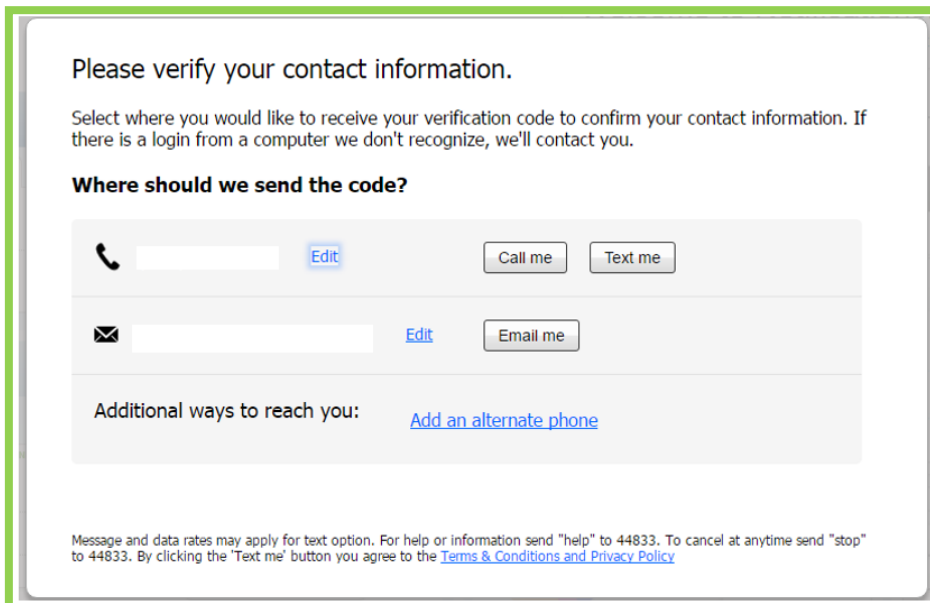 Please verify your contact information.
Select where you would like to receive your verification code to confirm your contact information. If
there is a login from a computer we don't recognize, we'll contact you.
Where should we send the code?
Edit Call me Text me
Edit Email me
Additional ways to reach you: Add an alternate phone
Message and data rates may apply for text option. For help or information send "help" to 44833. To cancel at anytime send "stop"
to 44833. By clicking the 'Text me' button you agree to the Terms & Conditions and Privacy Policy